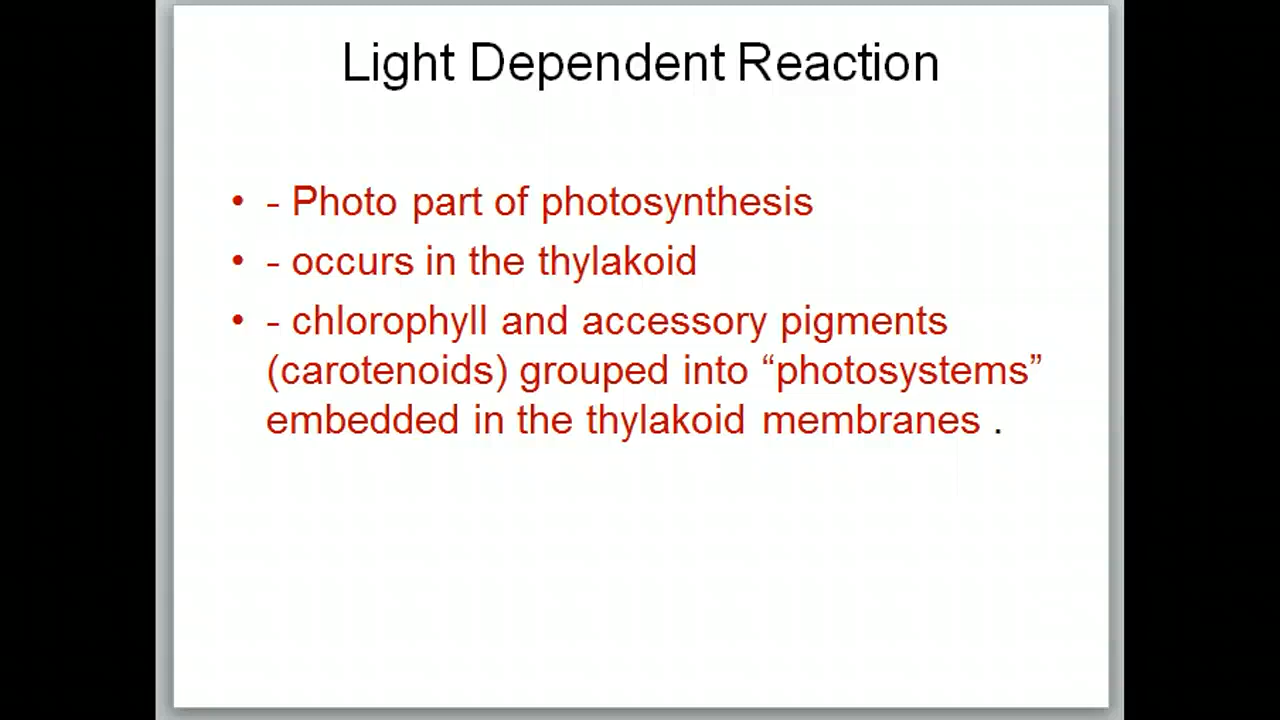 Light Dependent Reaction
• - Photo part of photosynthesis
• - occurs in the thylakoid
• - chlorophyll and accessory pigments
(carotenoids) grouped into “photosystems”
embedded in the thylakoid membranes .